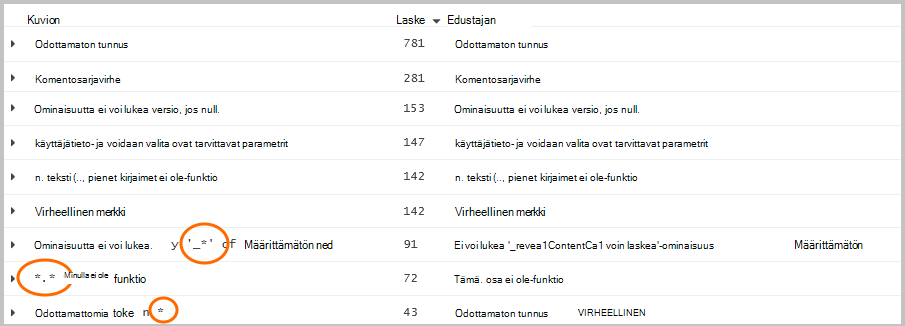 Kuvion Laske Edustajan
Odottamaton tunnus 781 Odottamaton tunnus
Komentosarjavirhe 281 Komentosarjavirhe
Ominaisuutta ei voi lukea versio, jos null. 153 Ominaisuutta ei voi lukea versio, jos null.
käyttäjätieto- ja voidaan valita ovat tarvittavat parametrit 147 käyttäjätieto- ja voidaan valita ovat tarvittavat parametrit
n. teksti (.., pienet kirjaimet ei ole-funktio 142 n. teksti (.., pienet kirjaimet ei ole-funktio
Virheellinen merkki 142 Virheellinen merkki
Ominaisuutta ei voi lukea. y '_*' of Määrittämätön ned 91 Ei voi lukea '_revea1ContentCa1 voin laskea'-ominaisuus Määrittämätön
*.* Minulla ei ole funktio 72 Tämä. osa ei ole-funktio
Odottamattomia toke n * 43 Odottamaton tunnus VIRHEELLINEN